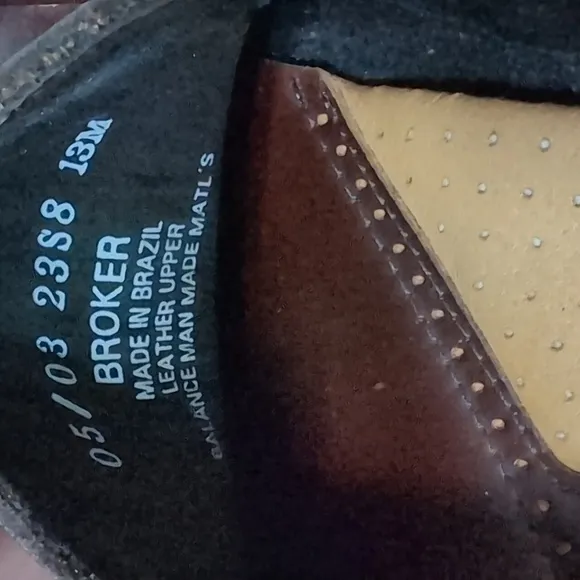 05/03 23S8 13M
BROKER
MADE IN BRAZIL
LEATHER UPPER
BALANCE MAN MADE MATL'S